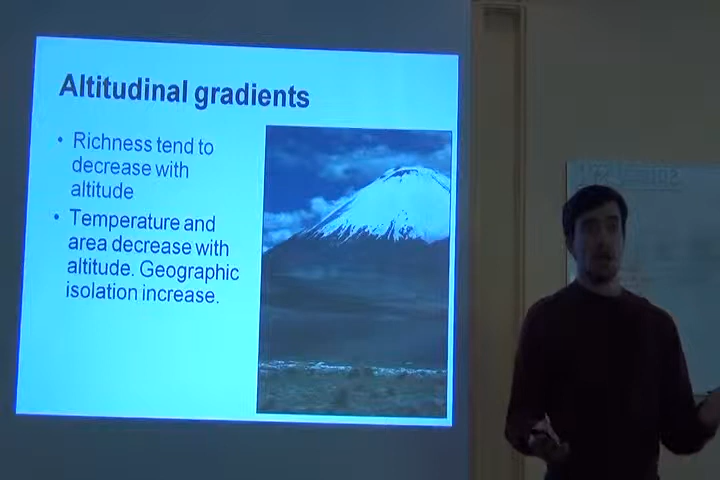 Altitudinal gradients
• Richness tend to
decrease with
altitude
• Temperature and
area decrease with
altitude. Geographic
isolation increase.